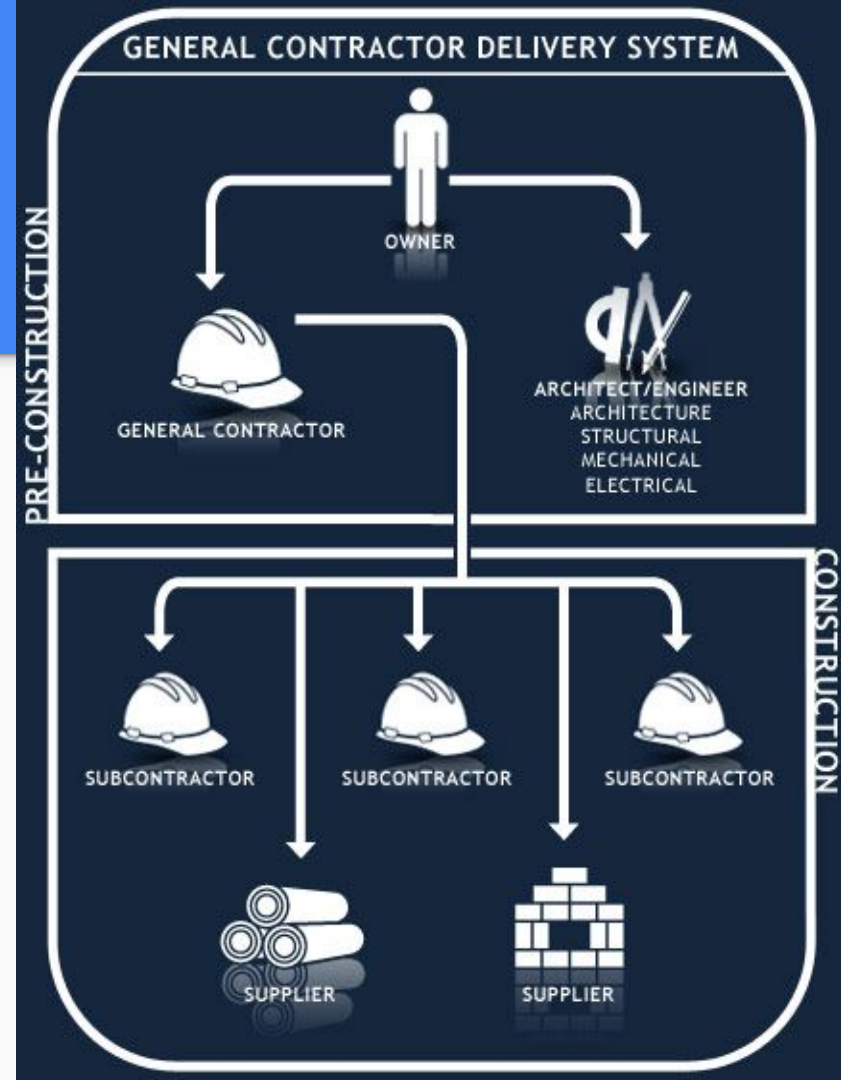 GENERAL CONTRACTOR DELIVERY SYSTEM
OWNER
PRE-CONSTRUCTION
GENERAL CONTRACTOR
ARCHITECT/ENGINEER
ARCHITECTURE
STRUCTURAL
MECHANICAL
ELECTRICAL
CONSTRUCTION
SUBCONTRACTOR
SUBCONTRACTOR
SUBCONTRACTOR
SUPPLIER
SUPPLIER